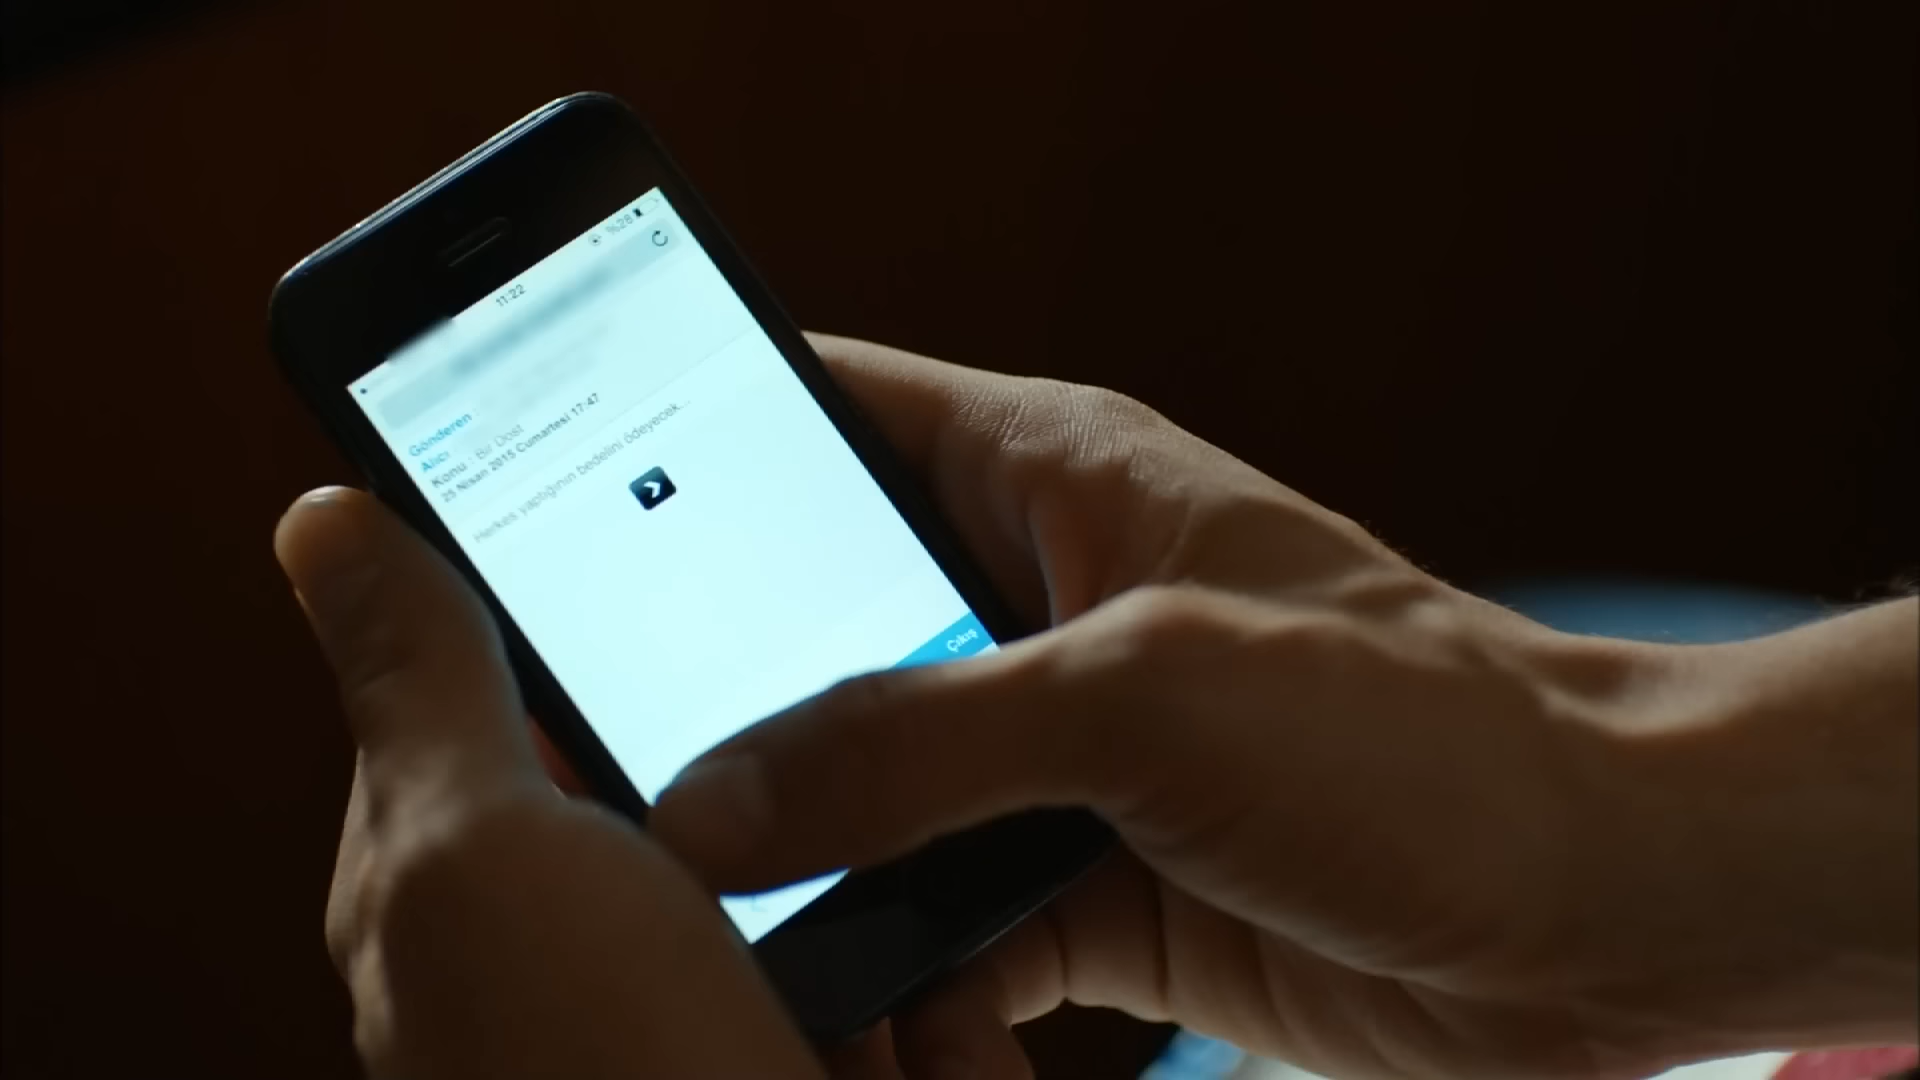 %28
11:22
Gönderen :
Alıcı
Konu : Bir Dost
25 Nisan 2015 Cumartesi 17:47
Herkes yaptığının bedelini ödeyecek...
Çıkış